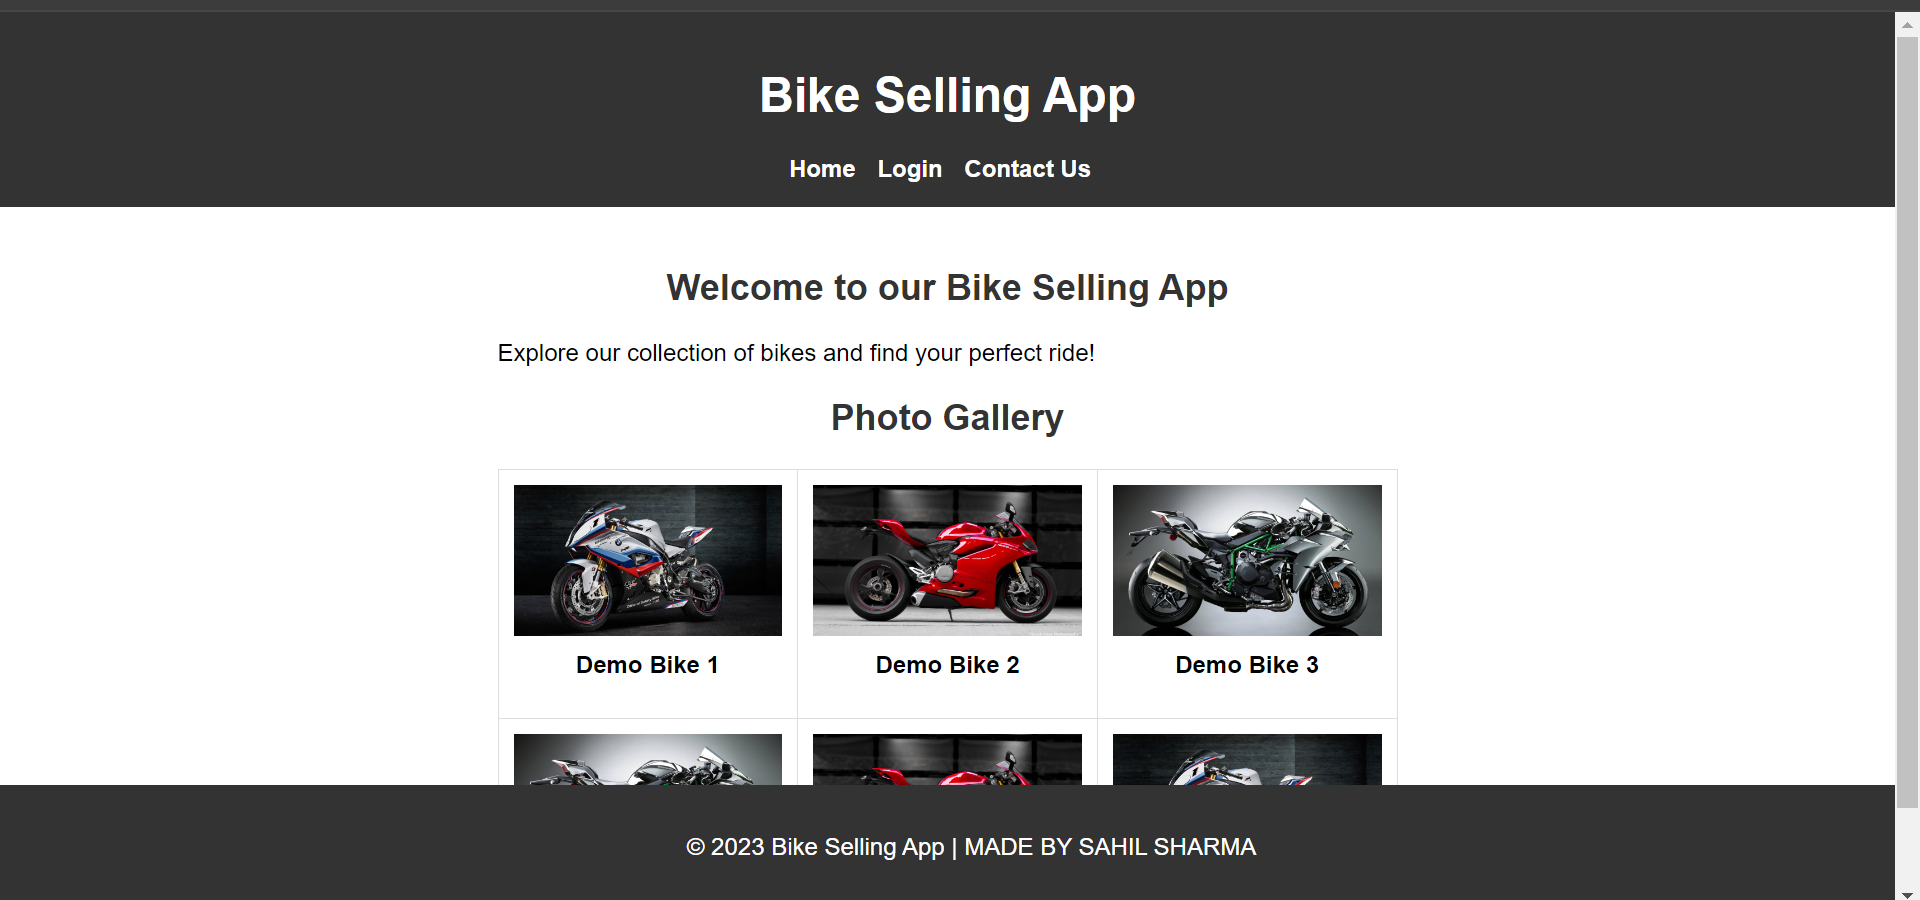 Bike Selling App
Home Login Contact Us
Welcome to our Bike Selling App
Explore our collection of bikes and find your perfect ride!
Photo Gallery
Demo Bike 1 Demo Bike 2 Demo Bike 3
© 2023 Bike Selling App | MADE BY SAHIL SHARMA